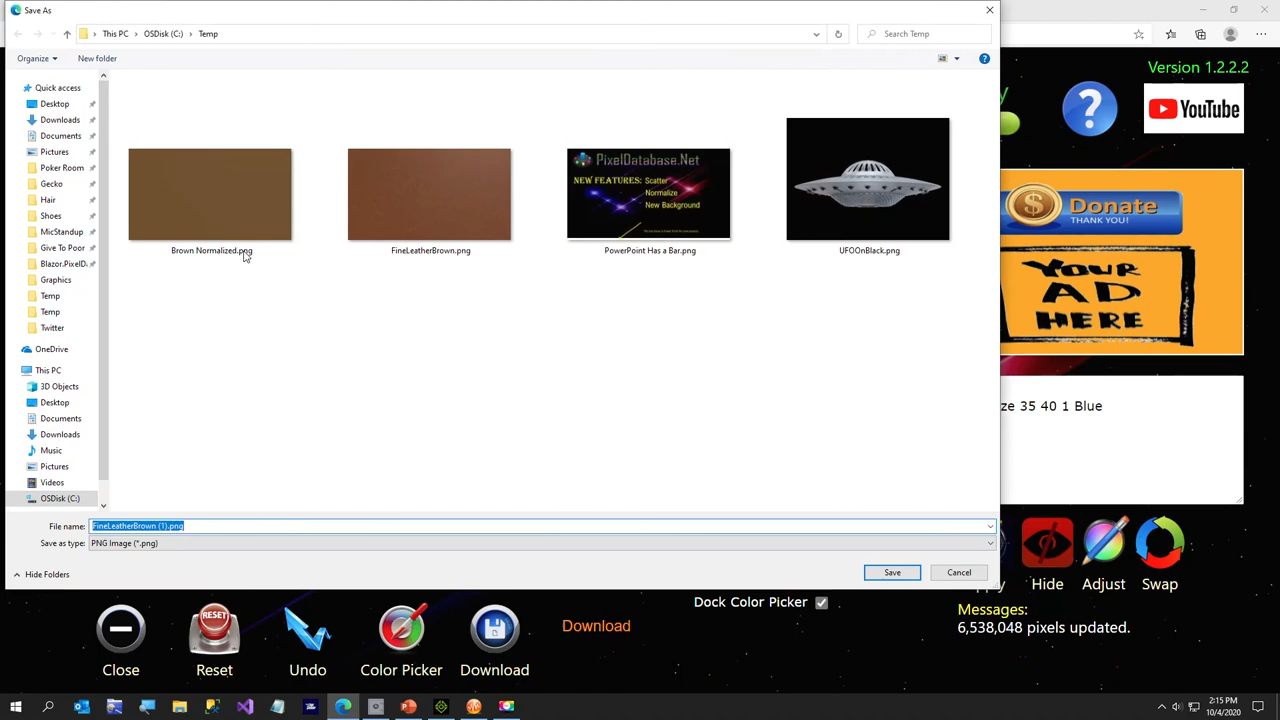 Save As
This PC > OSDisk (C:) > Temp
Search Temp
Organize
New folder
Version 1.2.2.2
YouTube
Quick access
Desktop
Downloads
Documents
Pictures
Poker Room
Gecko
Hair
Shoes
MicStandup
Give To Poor
Blazor.PixelD.
Graphics
Temp
Temp
Twitter
OneDrive
This PC
3D Objects
Desktop
Documents
Downloads
Music
Pictures
Videos
OSDisk (C:)
PixelDatabase.Net
NEW FEATURES: Scatter
Normalize
New Background
Brown Normalized.png
FineLeatherBrown.png
PowerPoint Has a Bar.png
UFOOnBlack.png
Donate
THANK YOU!
YOUR
AD
HERE
ze 35 40 1 Blue
File name: FineLeatherBrown (1).png
Save as type: PNG Image (*.png)
Hide Folders
Save
Cancel
Hide
Adjust
Swap
Dock Color Picker
Messages:
6,538,048 pixels updated.
RESET
Download
Close
Reset
Undo
Color Picker
Download
2:15 PM
10/4/2020